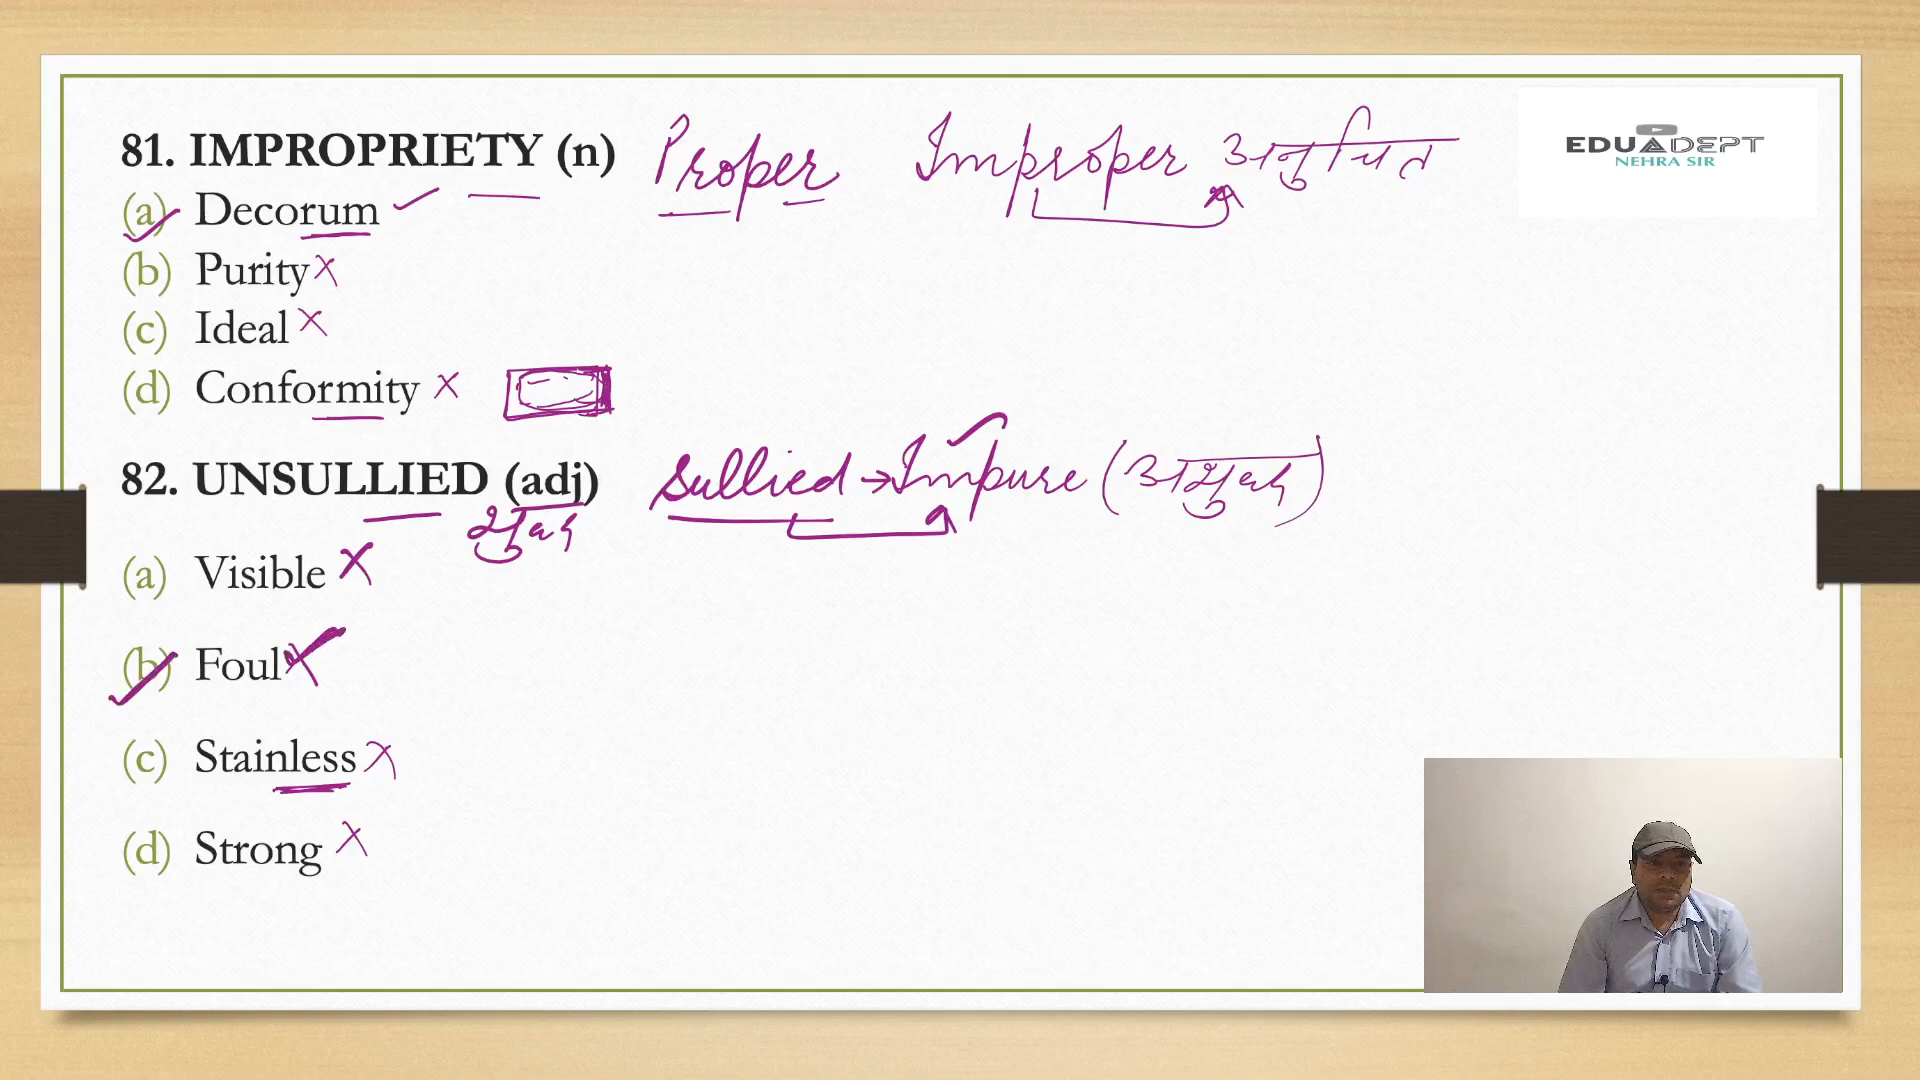 81. IMPROPRIETY (n) Proper Improper अनुचित
EDUADEPT
NEHRA SIR
(a) Decorum
(b) Purity
(c) Ideal
(d) Conformity
82. UNSULLIED (adj) Sullied → Impure (अशुद्ध)
शुद्ध
(a) Visible
(b) Foul
(c) Stainless
(d) Strong